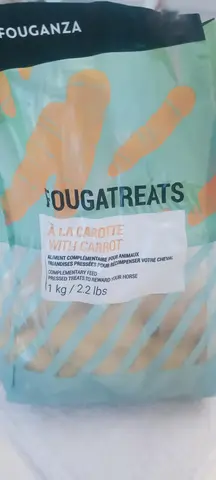 FOUGANZA
FOUGATREATS
À LA CAROTTE
WITH CARROT
ALIMENT COMPLÉMENTAIRE POUR ANIMAUX
FRIANDISES PRESSÉES POUR RÉCOMPENSER VOTRE CHEVAL
COMPLEMENTARY FEED
PRESSED TREATS TO REWARD YOUR HORSE
1 kg / 2.2 lbs